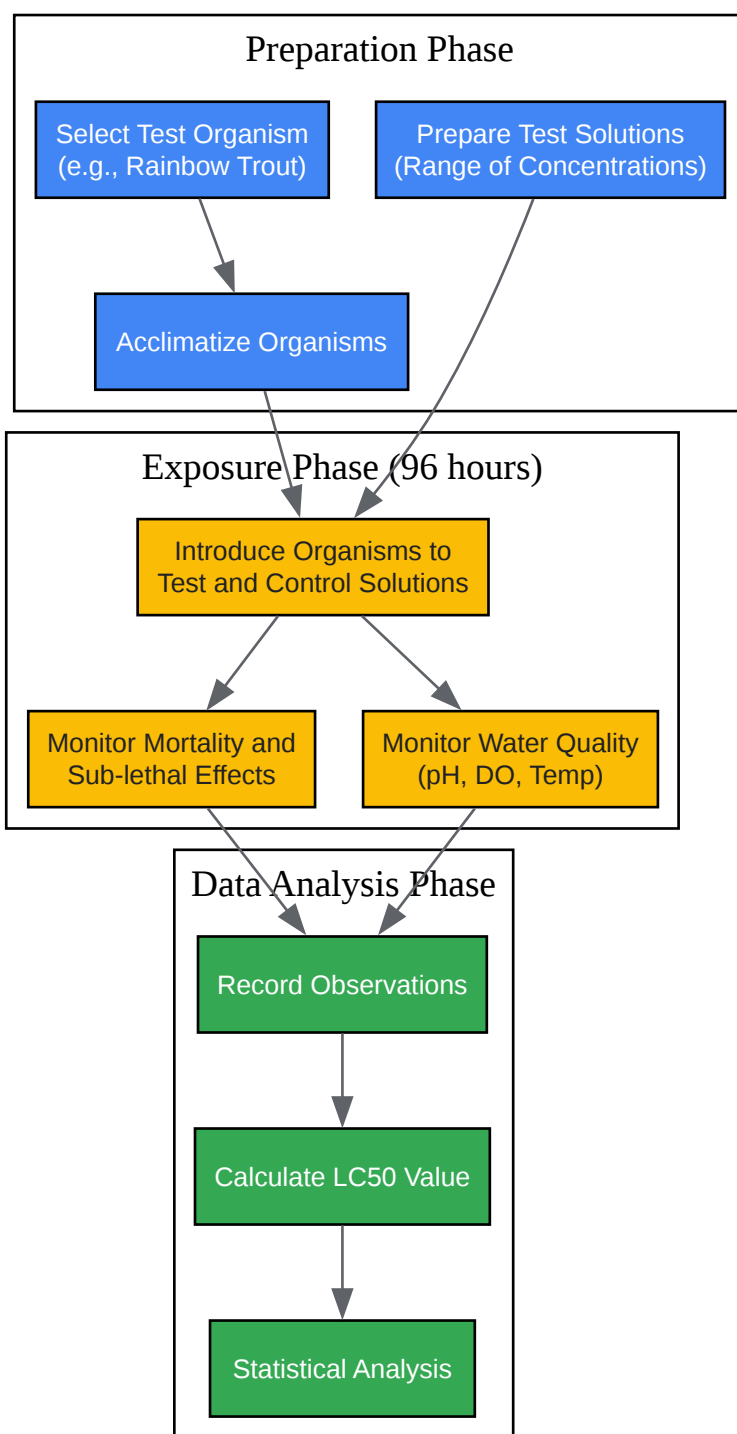 Preparation Phase
Select Test Organism
(e.g., Rainbow Trout)
Prepare Test Solutions
(Range of Concentrations)
Acclimatize Organisms
Exposure Phase (96 hours)
Introduce Organisms to
Test and Control Solutions
Monitor Mortality and
Sub-lethal Effects
Monitor Water Quality
(pH, DO, Temp)
Data Analysis Phase
Record Observations
Calculate LC50 Value
Statistical Analysis